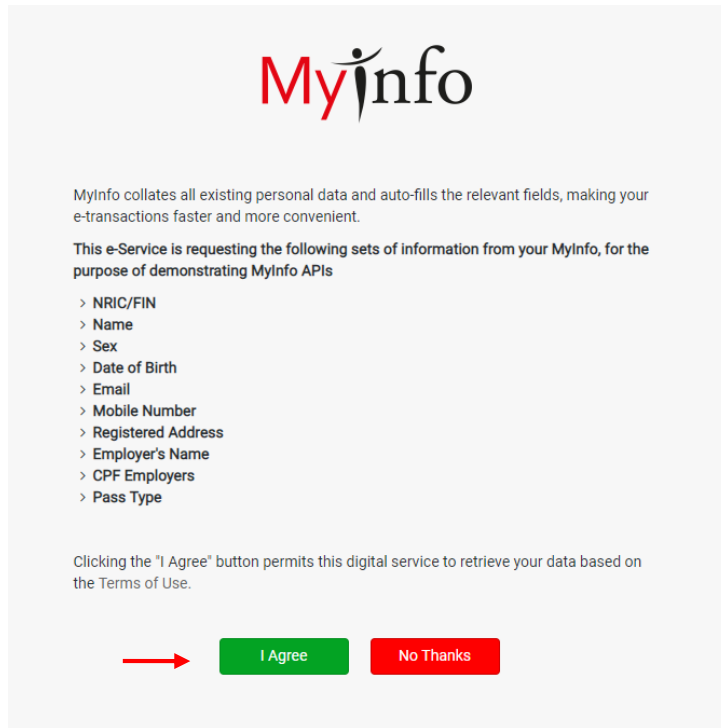 Myinfo
MyInfo collates all existing personal data and auto-fills the relevant fields, making your
e-transactions faster and more convenient.
This e-Service is requesting the following sets of information from your MyInfo, for the
purpose of demonstrating MyInfo APIs
> NRIC/FIN
> Name
> Sex
> Date of Birth
> Email
> Mobile Number
> Registered Address
> Employer's Name
> CPF Employers
> Pass Type
Clicking the "I Agree" button permits this digital service to retrieve your data based on
the Terms of Use.
I Agree
No Thanks